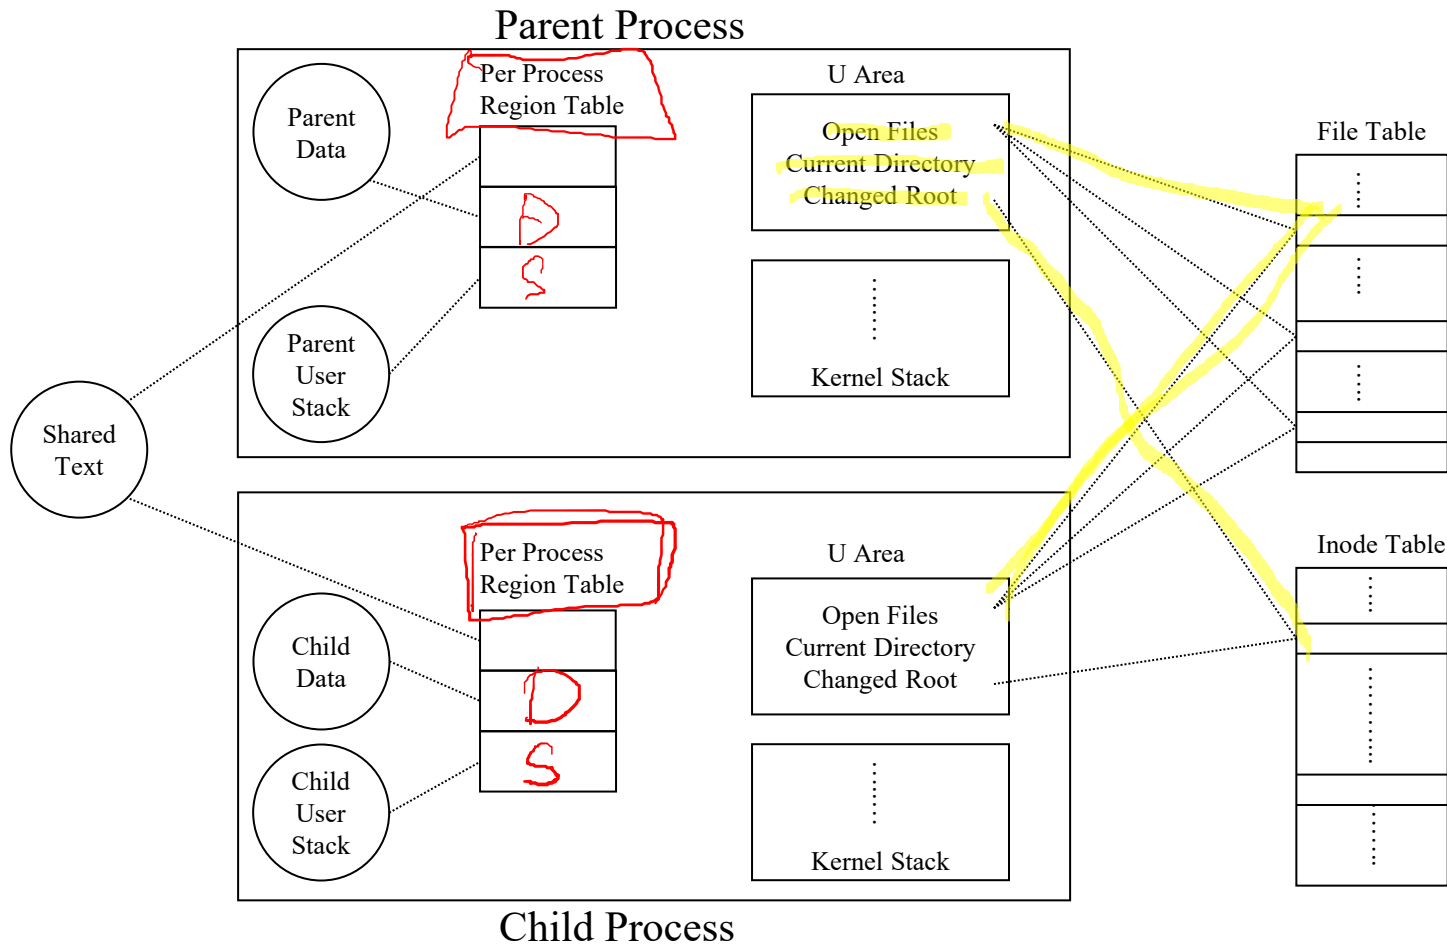 Parent Process
Per Process
Region Table
U Area
Parent
Data
Open Files
Current Directory
Changed Root
File Table
D
S
Parent
User
Stack
Kernel Stack
Shared
Text
Per Process
Region Table
U Area
Inode Table
Child
Data
Open Files
Current Directory
Changed Root
D
S
Child
User
Stack
Kernel Stack
Child Process